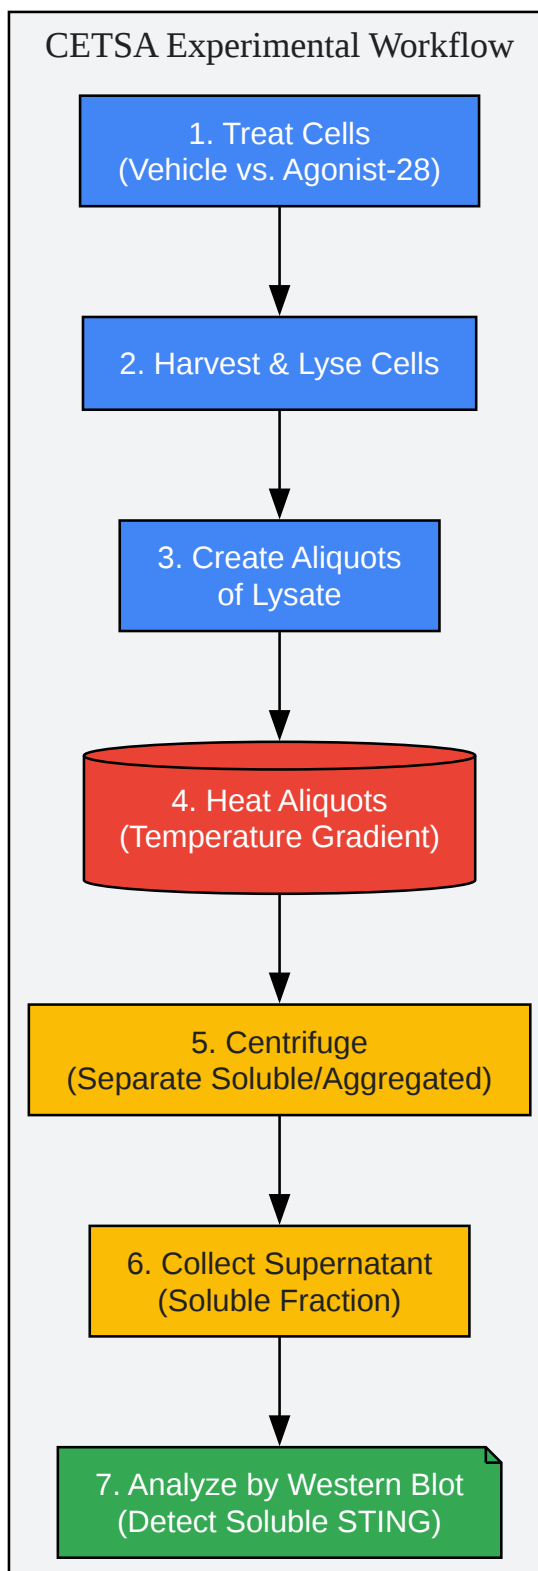 CETSA Experimental Workflow
1. Treat Cells
(Vehicle vs. Agonist-28)
2. Harvest & Lyse Cells
3. Create Aliquots
of Lysate
4. Heat Aliquots
(Temperature Gradient)
5. Centrifuge
(Separate Soluble/Aggregated)
6. Collect Supernatant
(Soluble Fraction)
7. Analyze by Western Blot
(Detect Soluble STING)